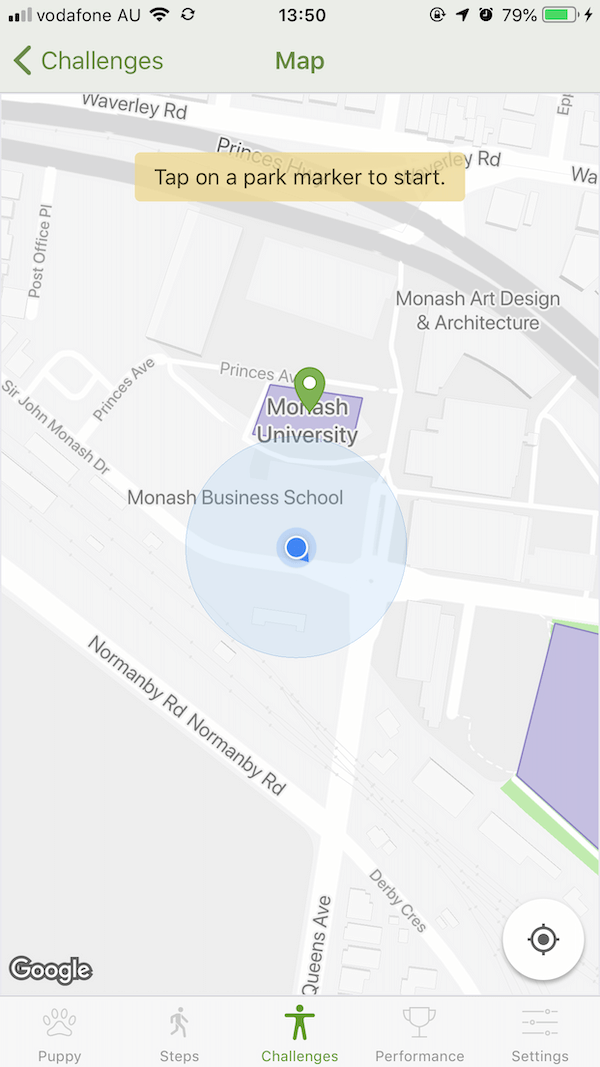 vodafone AU
13:50
79%
Challenges
Map
Waverley Rd
Epp
Princes H
verley Rd
Wa
Tap on a park marker to start.
Post Office Pl
Monash Art Design
& Architecture
Princes Av
Princes Ave
Monash
University
Sir John Monash Dr
Monash Business School
Normanby Rd
Normanby Rd
Derby Cres
Queens Ave
Google
Puppy
Steps
Challenges
Performance
Settings